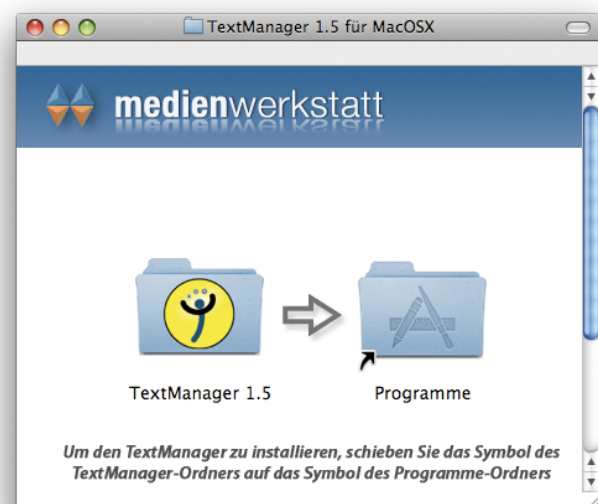 TextManager 1.5 für MacOSX
medienwerkstatt
TextManager 1.5
Programme
Um den TextManager zu installieren, schieben Sie das Symbol des
TextManager-Ordners auf das Symbol des Programme-Ordners